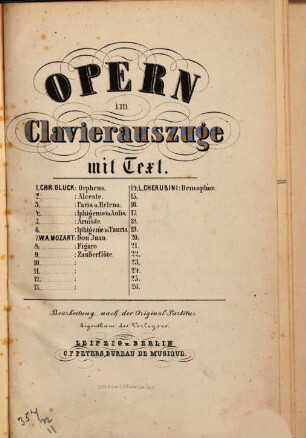 OPERN
im
Clavierauszuge
mit Text.
1. CHR. GLUCK: Orpheus.
2. : Alceste.
3. : Paris u. Helena.
4. : Iphigenie in Aulis.
5. : Armide.
6. : Iphigenie in Tauris.
7. W.A. MOZART: Don Juan.
8. : Figaro
9. : Zauberflöte.
10. :
11. :
12. :
13. :
14. L. CHERUBINI: Demophon.
15.
16.
17.
18.
19.
20.
21.
22.
23.
24.
25.
26.
Bearbeitung nach der Original-Partitur.
Eigenthum des Verlegers.
LEIPZIG u. BERLIN
C. F. PETERS, BUREAU DE MUSIQUE.